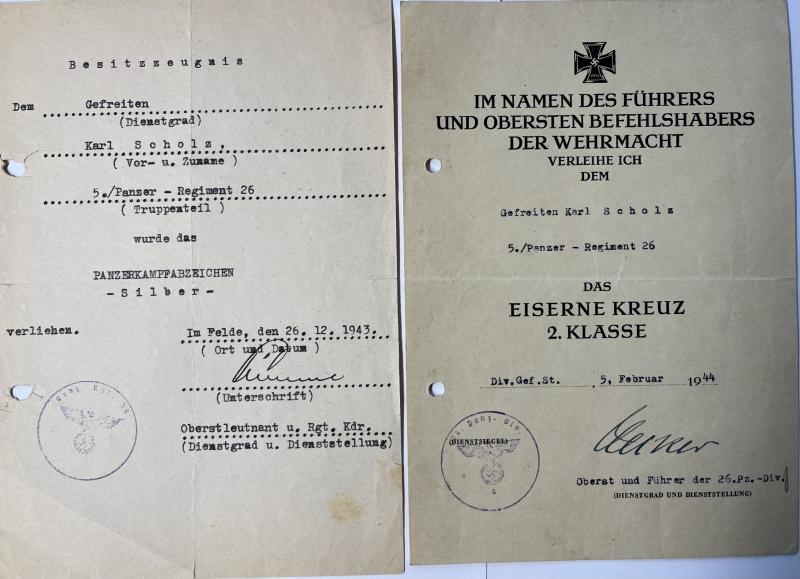 Besitzzeugnis
Dem Gefreiten
(Dienstgrad)
Karl Scholz,
(Vor- u. Zuname)
5./Panzer - Regiment 26
(Truppenteil)
wurde das
PANZERKAMPFABZEICHEN
-Silber-
verliehen.
Im Felde, den 26. 12. 1943.
(Ort und Datum)
(Unterschrift)
Oberstleutnant u. Rgt. Kdr.
(Dienstgrad u. Dienststellung)
IM NAMEN DES FÜHRERS
UND OBERSTEN BEFEHLSHABERS
DER WEHRMACHT
VERLEIHE ICH
DEM
Gefreiten Karl Scholz
5./Panzer - Regiment 26
DAS
EISERNE KREUZ
2. KLASSE
Div.Gef.St. 5. Februar 1944
(DIENSTSIEGEL)
Oberst und Führer der 26.Pz.-Div.
(DIENSTGRAD UND DIENSTSTELLUNG)